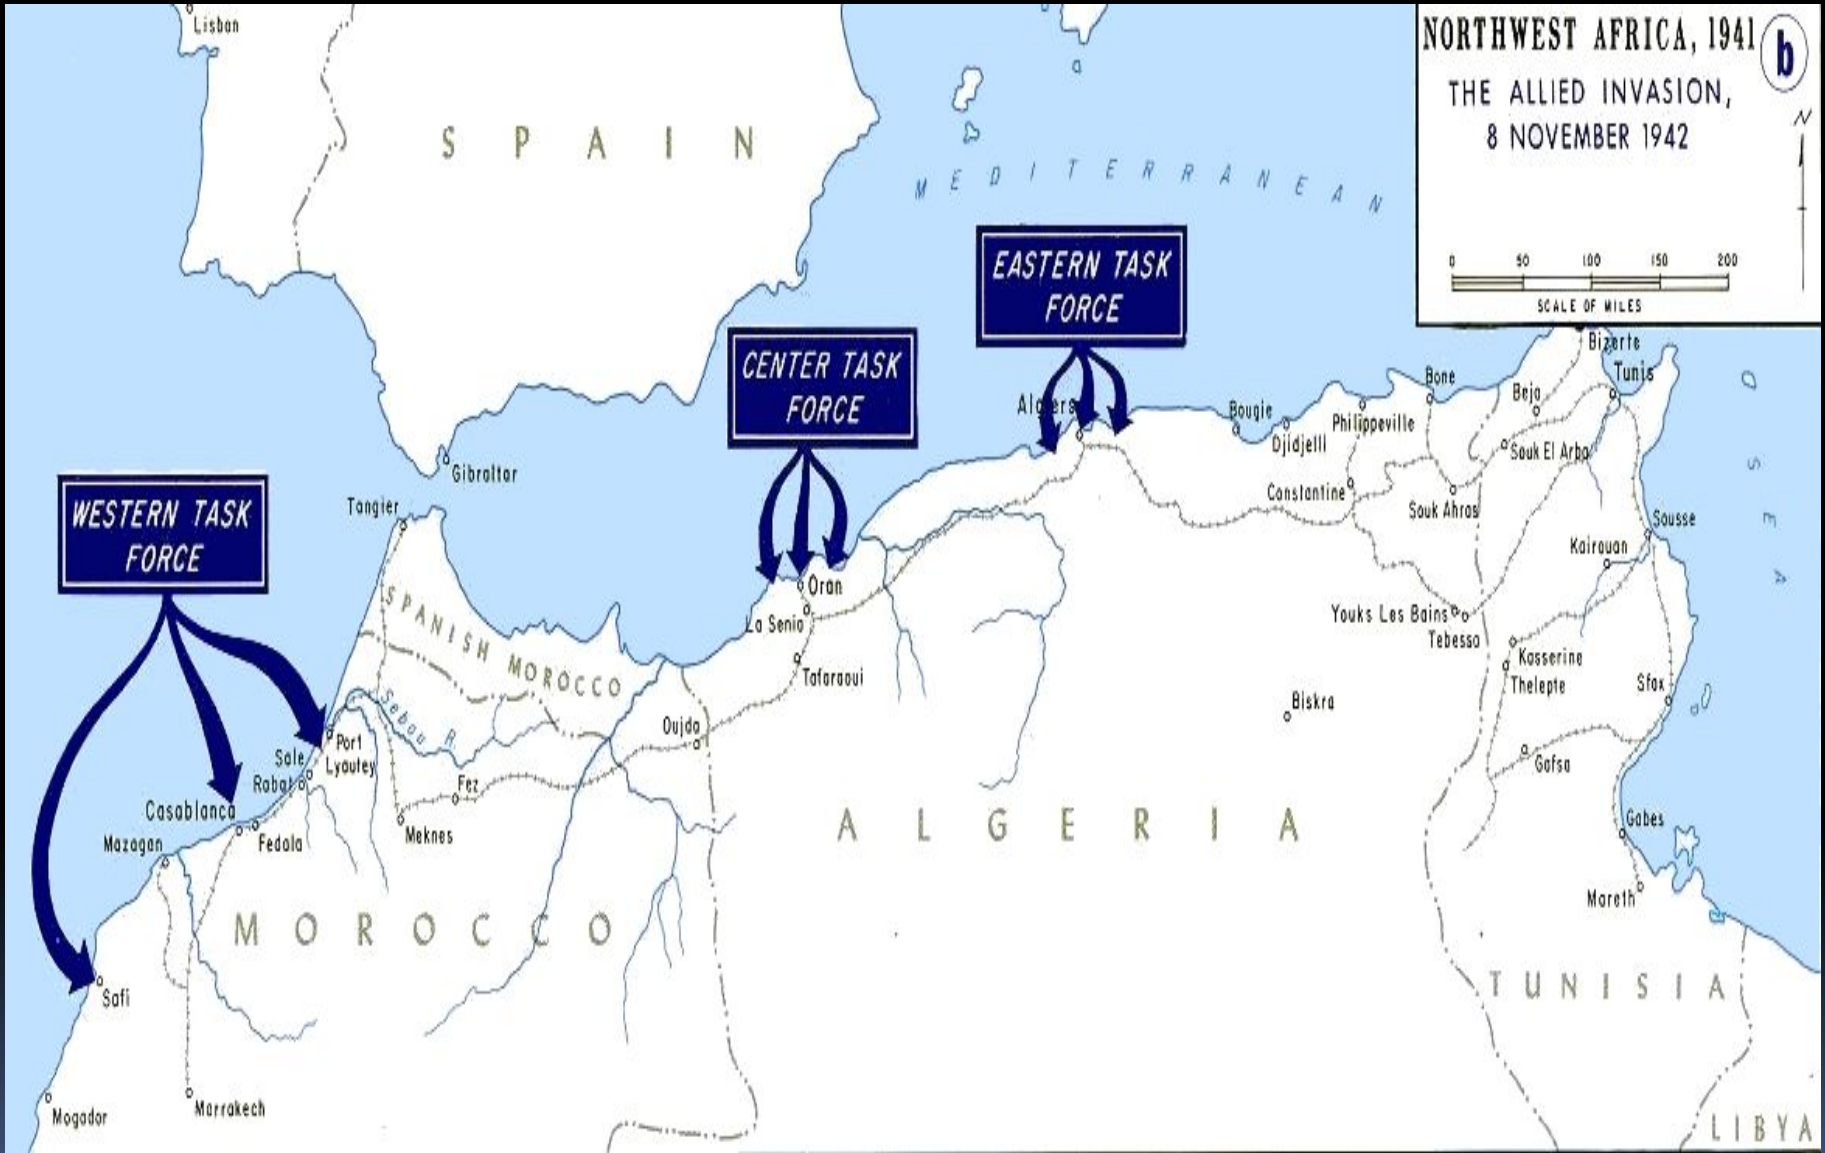 Lisbon
NORTHWEST AFRICA, 1941
b
THE ALLIED INVASION,
8 NOVEMBER 1942
N
0 50 100 150 200
SCALE OF MILES
SPAIN
MEDITERRANEAN
SEA
EASTERN TASK
FORCE
CENTER TASK
FORCE
WESTERN TASK
FORCE
Gibraltar
Tangier
SPANISH MOROCCO
Sebou R.
Port
Lyautey
Sale
Rabat
Casablanca
Fedala
Mazagan
Safi
Mogador
Marrakech
Meknes
Fez
Oujda
MOROCCO
Oran
La Senia
Tafaraoui
Algiers
Bougie
Djidjelli
Philippeville
Bone
Constantine
Souk Ahras
Biskra
Youks Les Bains
Tebessa
ALGERIA
Bizerte
Tunis
Beja
Souk El Arba
Sousse
Kairouan
Kasserine
Thelepte
Sfax
Gafsa
Gabes
Mareth
TUNISIA
LIBYA